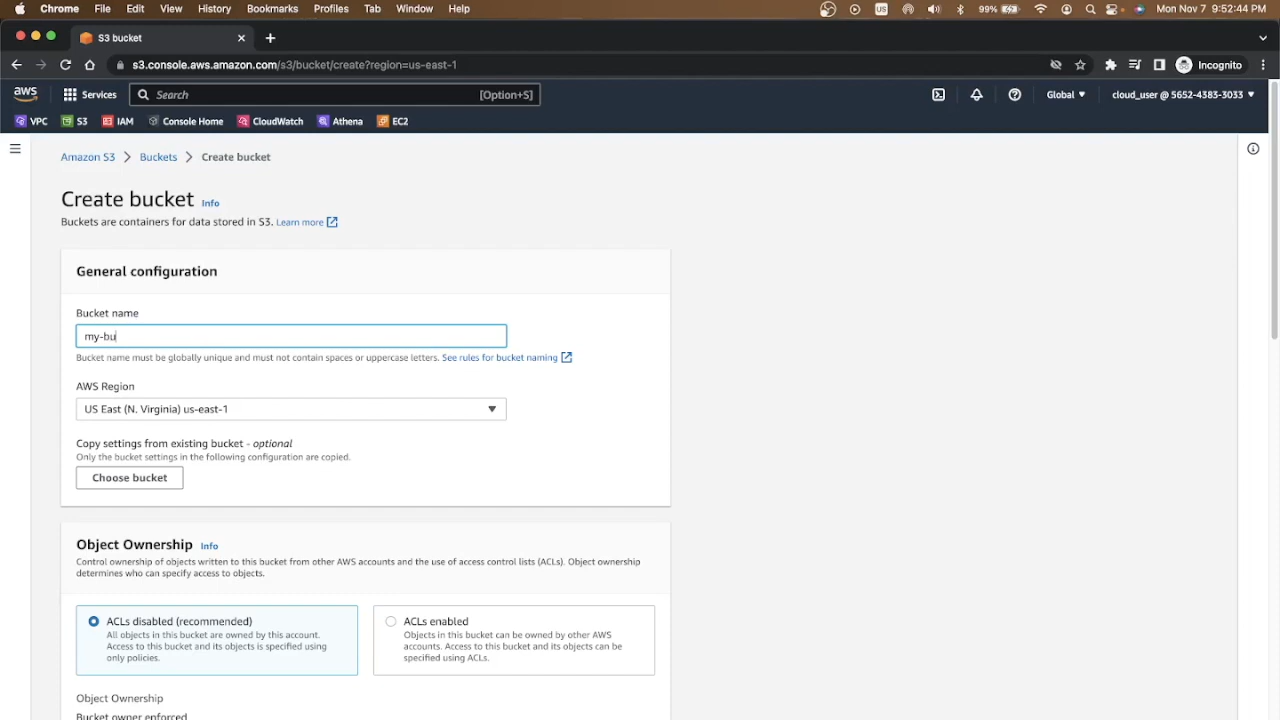 Chrome File Edit View History Bookmarks Profiles Tab Window Help US 99% Mon Nov 7 9:52:44 PM
S3 bucket
s3.console.aws.amazon.com/s3/bucket/create?region=us-east-1 Incognito
aws Services Search [Option+S] Global cloud_user @ 5652-4383-3033
VPC S3 IAM Console Home CloudWatch Athena EC2
Amazon S3 Buckets Create bucket
Create bucket Info
Buckets are containers for data stored in S3. Learn more
General configuration
Bucket name
my-bu
Bucket name must be globally unique and must not contain spaces or uppercase letters. See rules for bucket naming
AWS Region
US East (N. Virginia) us-east-1
Copy settings from existing bucket - optional
Only the bucket settings in the following configuration are copied.
Choose bucket
Object Ownership Info
Control ownership of objects written to this bucket from other AWS accounts and the use of access control lists (ACLs). Object ownership
determines who can specify access to objects.
ACLs disabled (recommended)
All objects in this bucket are owned by this account.
Access to this bucket and its objects is specified using
only policies.
ACLs enabled
Objects in this bucket can be owned by other AWS
accounts. Access to this bucket and its objects can be
specified using ACLs.
Object Ownership
Bucket owner enforced